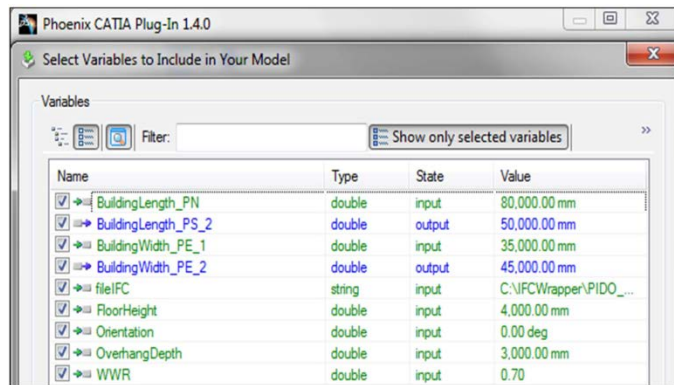 Phoenix CATIA Plug-In 1.4.0
Select Variables to Include in Your Model
Variables
Filter: Show only selected variables »
Name Type State Value
BuildingLength_PN double input 80,000.00 mm
BuildingLength_PS_2 double output 50,000.00 mm
BuildingWidth_PE_1 double input 35,000.00 mm
BuildingWidth_PE_2 double output 45,000.00 mm
fileIFC string input C:\IFCWrapper\PIDO_...
FloorHeight double input 4,000.00 mm
Orientation double input 0.00 deg
OverhangDepth double input 3,000.00 mm
WWR double input 0.70